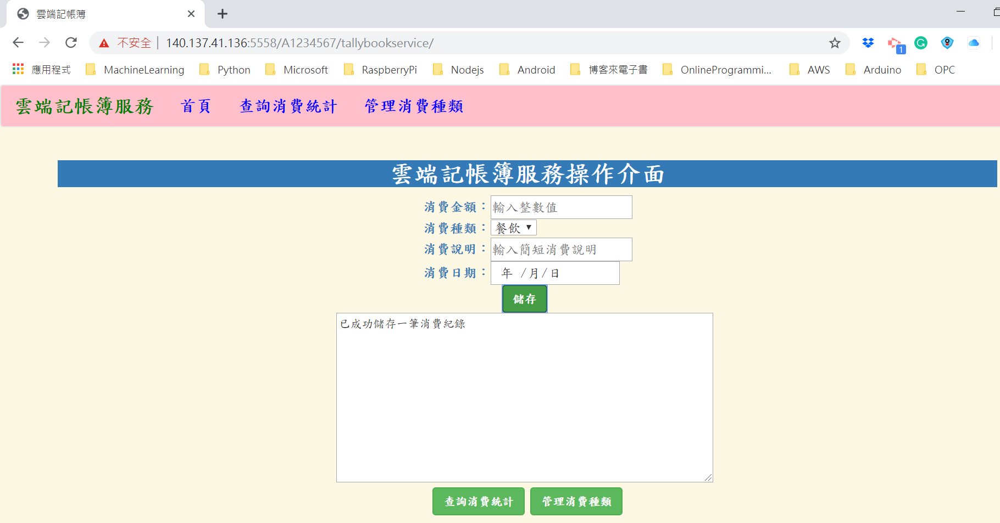 雲端記帳簿
不安全 140.137.41.136:5558/A1234567/tallybookservice/
1
應用程式 MachineLearning Python Microsoft RaspberryPi Nodejs Android 博客來電子書 OnlineProgrammi... AWS Arduino OPC
雲端記帳簿服務 首頁 查詢消費統計 管理消費種類
雲端記帳簿服務操作介面
消費金額：輸入整數值
消費種類：餐飲
消費說明：輸入簡短消費說明
消費日期：年 /月/日
儲存
已成功儲存一筆消費紀錄
查詢消費統計 管理消費種類